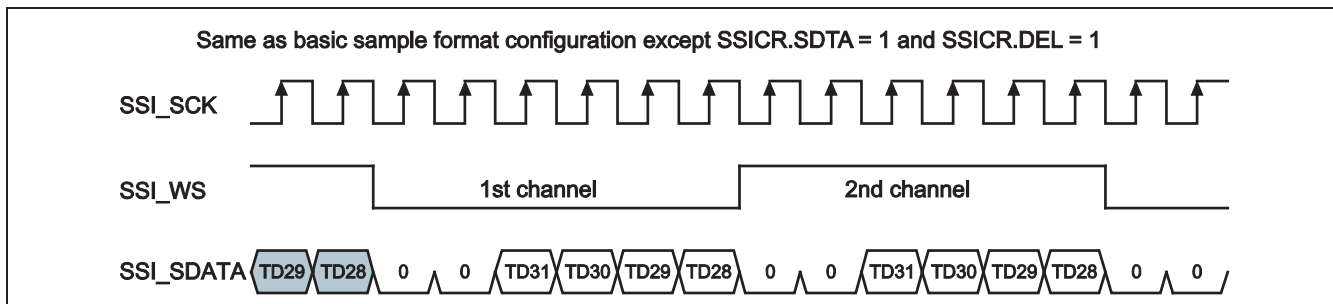 Same as basic sample format configuration except SSICR.SDTA = 1 and SSICR.DEL = 1
SSI_SCK
SSI_WS 1st channel 2nd channel
SSI_SDATA TD29 TD28 0 0 TD31 TD30 TD29 TD28 0 0 TD31 TD30 TD29 TD28 0 0